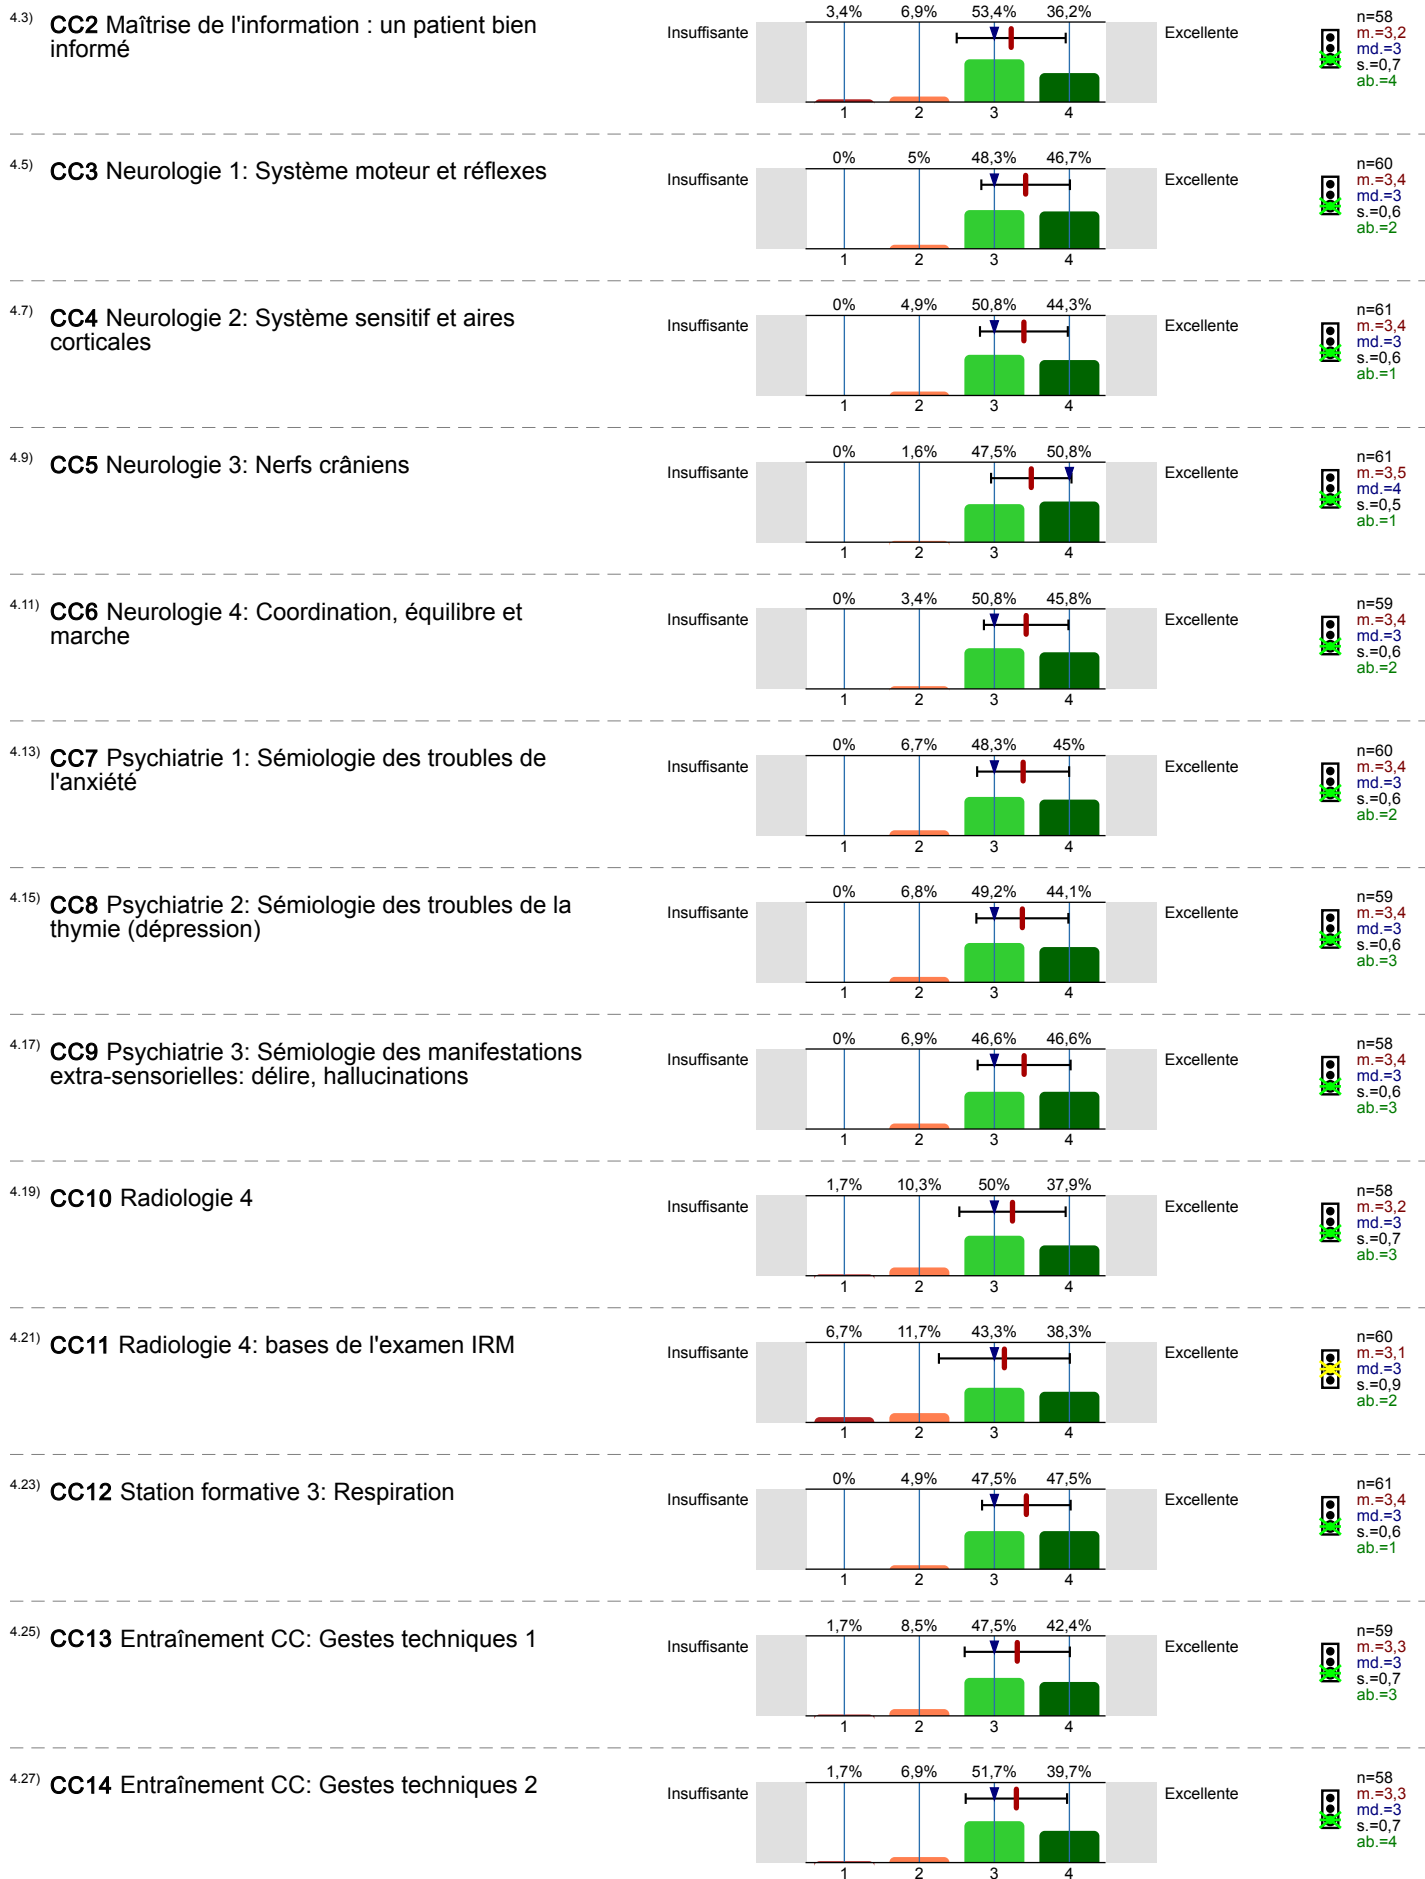 4.3) CC2 Maîtrise de l'information : un patient bien informé
Insuffisante
3,4% 6,9% 53,4% 36,2%
1 2 3 4
Excellente
n=58
m.=3,2
md.=3
s.=0,7
ab.=4
4.5) CC3 Neurologie 1: Système moteur et réflexes
Insuffisante
0% 5% 48,3% 46,7%
1 2 3 4
Excellente
n=60
m.=3,4
md.=3
s.=0,6
ab.=2
4.7) CC4 Neurologie 2: Système sensitif et aires corticales
Insuffisante
0% 4,9% 50,8% 44,3%
1 2 3 4
Excellente
n=61
m.=3,4
md.=3
s.=0,6
ab.=1
4.9) CC5 Neurologie 3: Nerfs crâniens
Insuffisante
0% 1,6% 47,5% 50,8%
1 2 3 4
Excellente
n=61
m.=3,5
md.=4
s.=0,5
ab.=1
4.11) CC6 Neurologie 4: Coordination, équilibre et marche
Insuffisante
0% 3,4% 50,8% 45,8%
1 2 3 4
Excellente
n=59
m.=3,4
md.=3
s.=0,6
ab.=2
4.13) CC7 Psychiatrie 1: Sémiologie des troubles de l'anxiété
Insuffisante
0% 6,7% 48,3% 45%
1 2 3 4
Excellente
n=60
m.=3,4
md.=3
s.=0,6
ab.=2
4.15) CC8 Psychiatrie 2: Sémiologie des troubles de la thymie (dépression)
Insuffisante
0% 6,8% 49,2% 44,1%
1 2 3 4
Excellente
n=59
m.=3,4
md.=3
s.=0,6
ab.=3
4.17) CC9 Psychiatrie 3: Sémiologie des manifestations extra-sensorielles: délire, hallucinations
Insuffisante
0% 6,9% 46,6% 46,6%
1 2 3 4
Excellente
n=58
m.=3,4
md.=3
s.=0,6
ab.=3
4.19) CC10 Radiologie 4
Insuffisante
1,7% 10,3% 50% 37,9%
1 2 3 4
Excellente
n=58
m.=3,2
md.=3
s.=0,7
ab.=3
4.21) CC11 Radiologie 4: bases de l'examen IRM
Insuffisante
6,7% 11,7% 43,3% 38,3%
1 2 3 4
Excellente
n=60
m.=3,1
md.=3
s.=0,9
ab.=2
4.23) CC12 Station formative 3: Respiration
Insuffisante
0% 4,9% 47,5% 47,5%
1 2 3 4
Excellente
n=61
m.=3,4
md.=3
s.=0,6
ab.=1
4.25) CC13 Entraînement CC: Gestes techniques 1
Insuffisante
1,7% 8,5% 47,5% 42,4%
1 2 3 4
Excellente
n=59
m.=3,3
md.=3
s.=0,7
ab.=3
4.27) CC14 Entraînement CC: Gestes techniques 2
Insuffisante
1,7% 6,9% 51,7% 39,7%
1 2 3 4
Excellente
n=58
m.=3,3
md.=3
s.=0,7
ab.=4